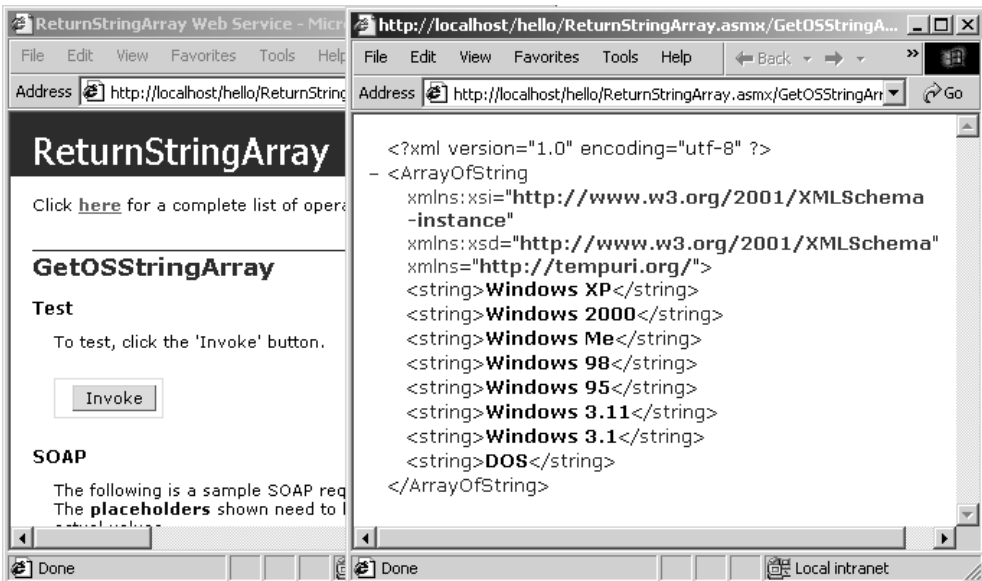 ReturnStringArray Web Service - Micr
File Edit View Favorites Tools Help
Address http://localhost/hello/ReturnString
ReturnStringArray
Click here for a complete list of opera
GetOSStringArray
Test
To test, click the 'Invoke' button.
Invoke
SOAP
The following is a sample SOAP req
The placeholders shown need to
Done
http://localhost/hello/ReturnStringArray.asmx/GetOSStringA...
File Edit View Favorites Tools Help Back »
Address http://localhost/hello/ReturnStringArray.asmx/GetOSStringArr Go
<?xml version="1.0" encoding="utf-8" ?>
- <ArrayOfString
xmlns:xsi="http://www.w3.org/2001/XMLSchema
-instance"
xmlns:xsd="http://www.w3.org/2001/XMLSchema"
xmlns="http://tempuri.org/">
<string>Windows XP</string>
<string>Windows 2000</string>
<string>Windows Me</string>
<string>Windows 98</string>
<string>Windows 95</string>
<string>Windows 3.11</string>
<string>Windows 3.1</string>
<string>DOS</string>
</ArrayOfString>
Done Local intranet